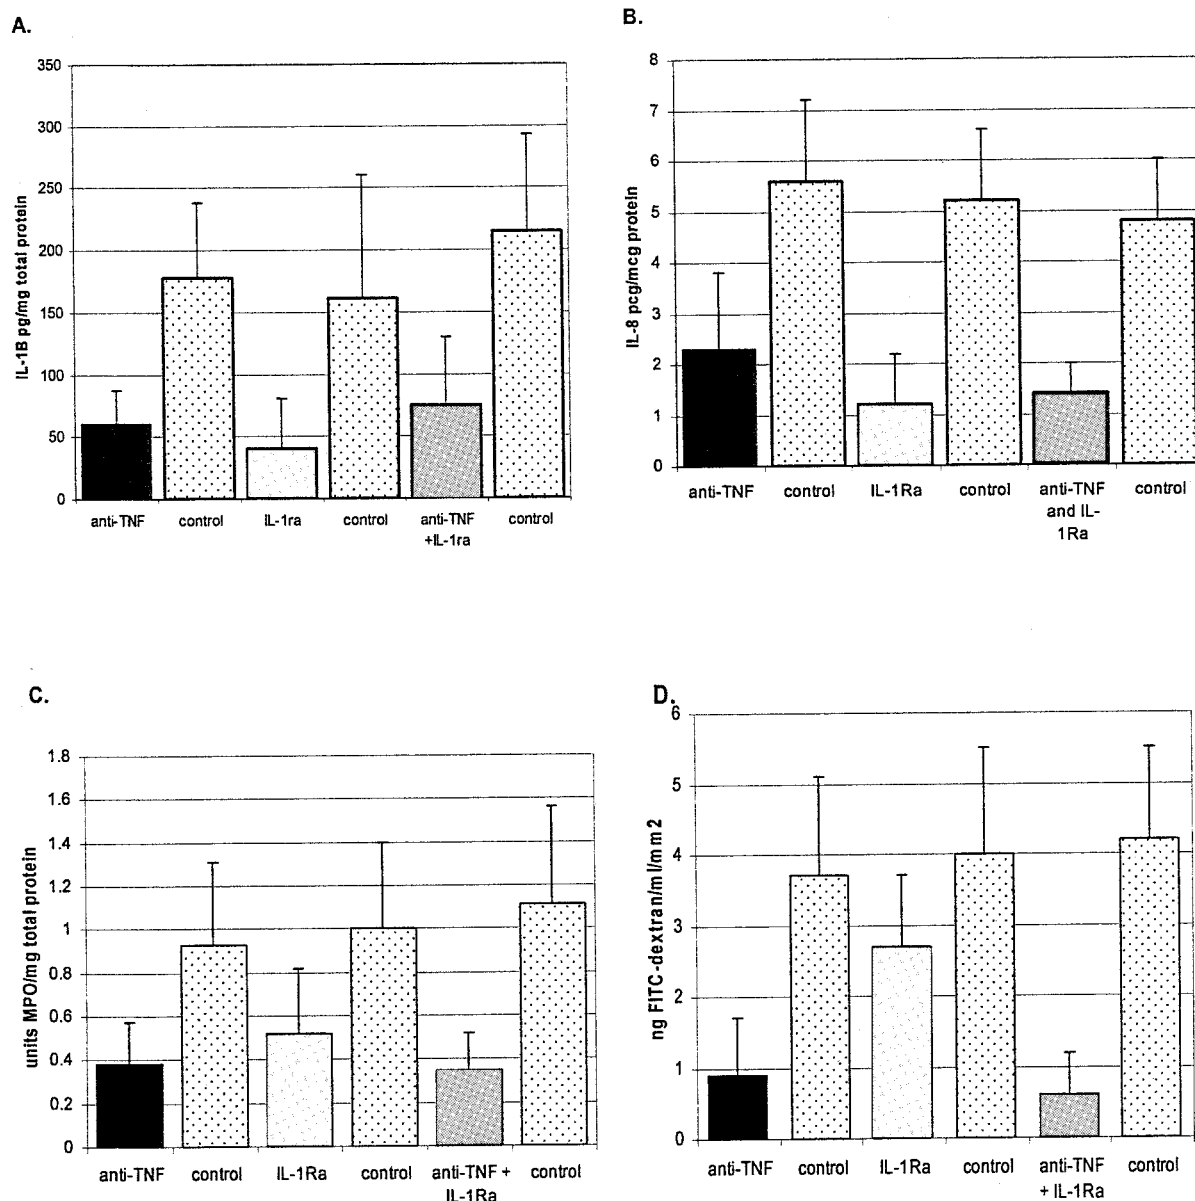 A.
350
300
250
200
150
100
50
0
IL-1B pg/mg total protein
anti-TNF control IL-1ra control anti-TNF control
+IL-1ra
B.
8
7
6
5
4
3
2
1
0
IL-8 pcg/mcg protein
anti-TNF control IL-1Ra control anti-TNF control
and IL-
1Ra
C.
1.8
1.6
1.4
1.2
1
0.8
0.6
0.4
0.2
0
units MPO/mg total protein
anti-TNF control IL-1Ra control anti-TNF + control
IL-1Ra
D.
6
5
4
3
2
1
0
ng FITC-dextran/ml/mm2
anti-TNF control IL-1Ra control anti-TNF control
+ IL-1Ra